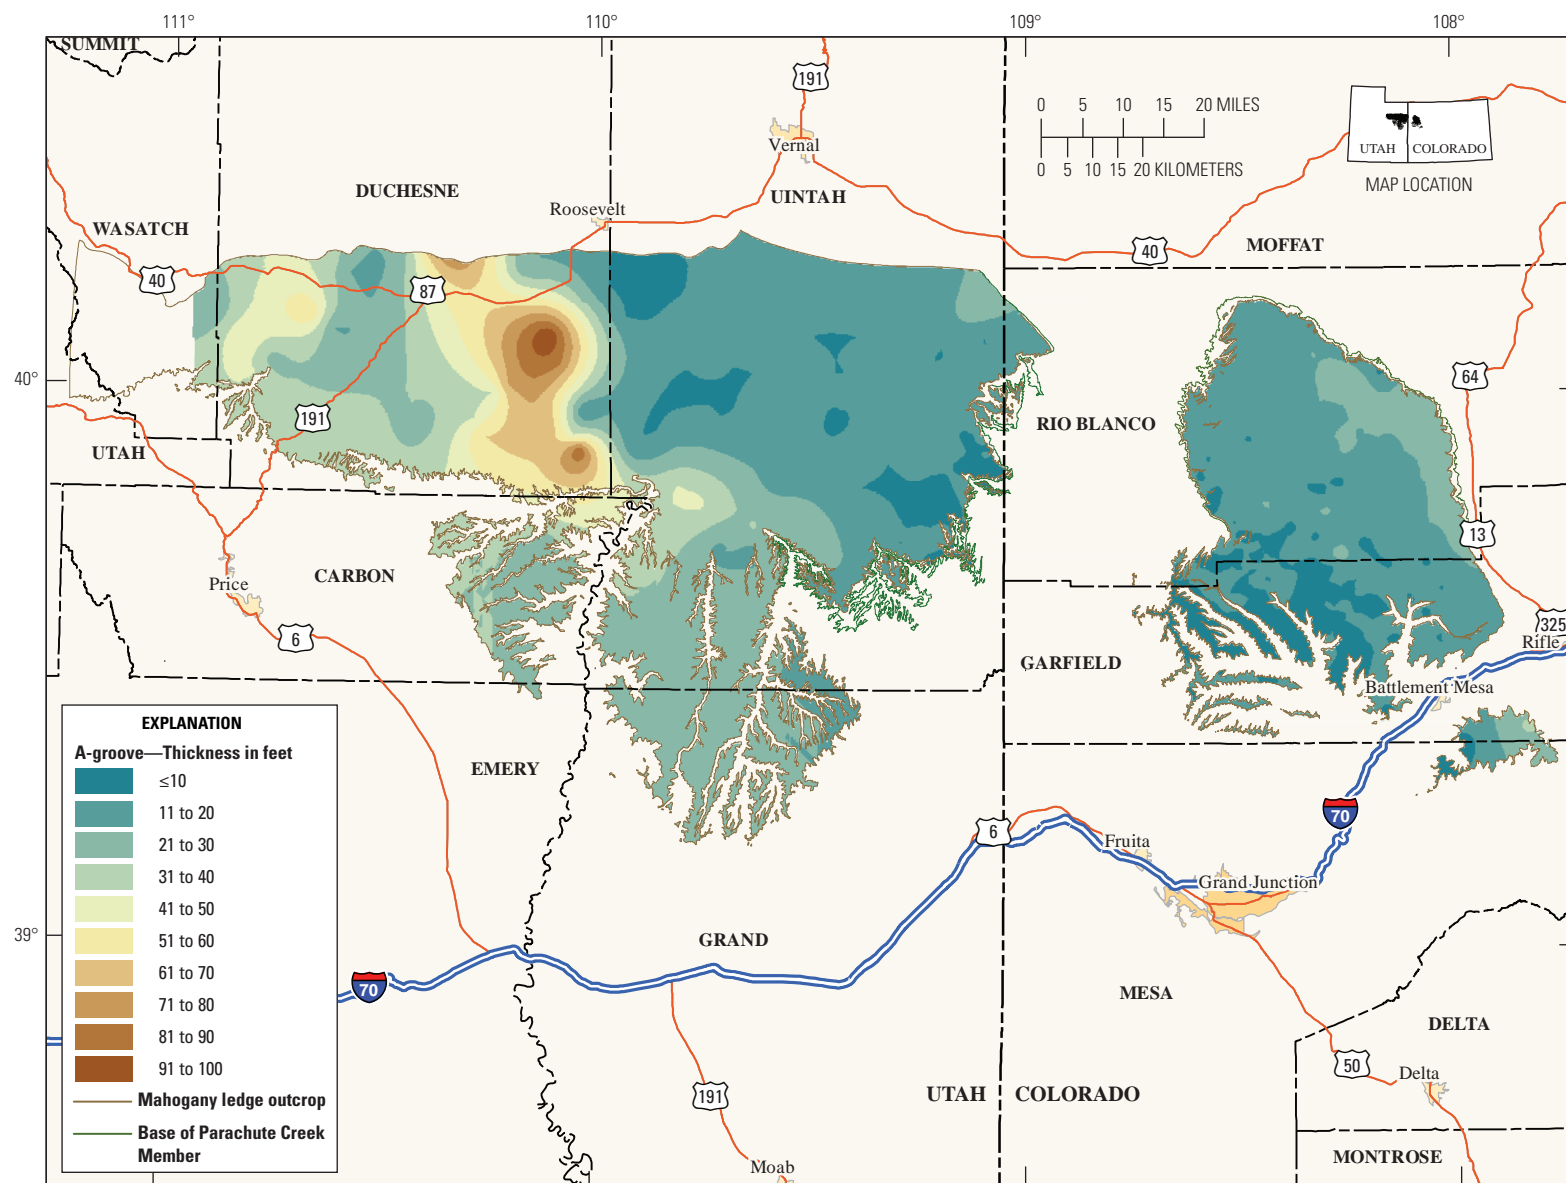 111°
110°
109°
108°
SUMMIT
191
0 5 10 15 20 MILES
0 5 10 15 20 KILOMETERS
UTAH
COLORADO
MAP LOCATION
Vernal
DUCHESNE
UINTAH
Roosevelt
WASATCH
MOFFAT
40
40
87
40°
64
191
RIO BLANCO
UTAH
13
CARBON
Price
6
325
Rifle
GARFIELD
Battlement Mesa
EXPLANATION
A-groove—Thickness in feet
≤10
11 to 20
21 to 30
31 to 40
41 to 50
51 to 60
61 to 70
71 to 80
81 to 90
91 to 100
Mahogany ledge outcrop
Base of Parachute Creek
Member
EMERY
70
6
Fruita
Grand Junction
39°
GRAND
70
MESA
DELTA
50
Delta
191
UTAH
COLORADO
Moab
MONTROSE